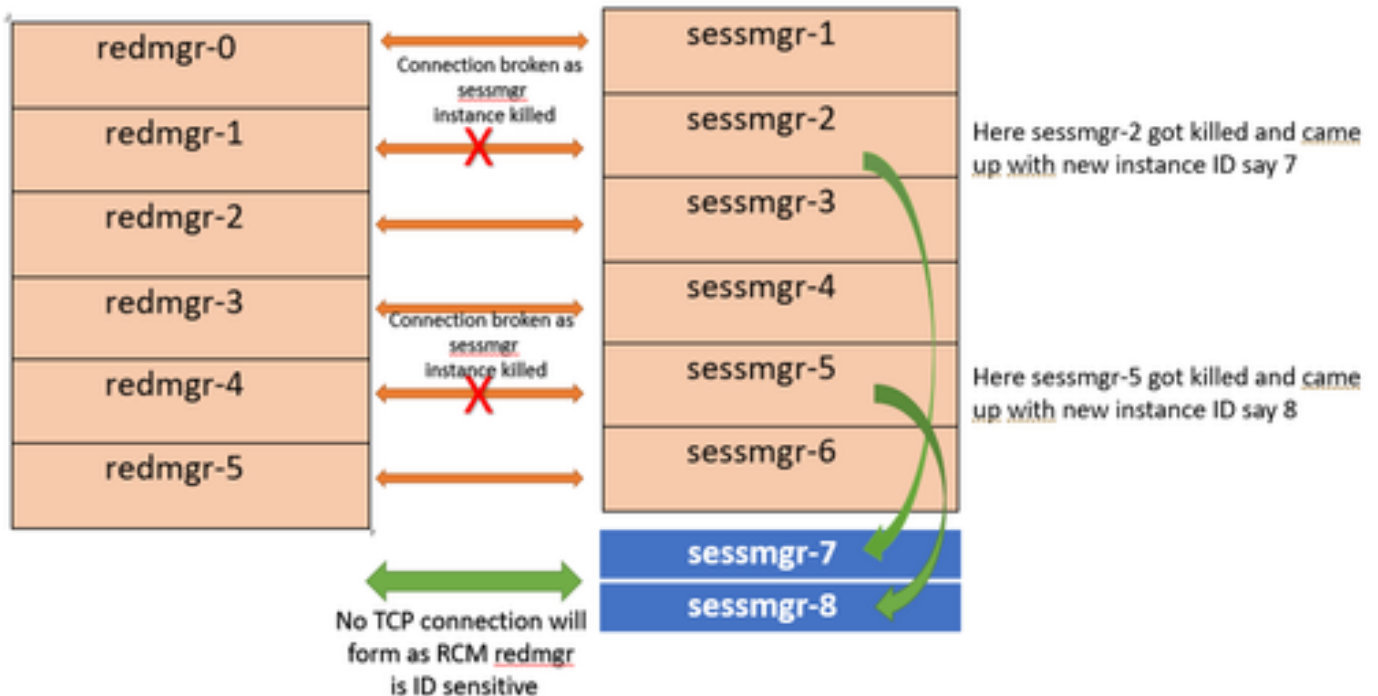 redmgr-0
redmgr-1
redmgr-2
redmgr-3
redmgr-4
redmgr-5
Connection broken as
sessmgr
instance killed
X
Connection broken as
sessmgr
instance killed
X
No TCP connection will
form as RCM redmgr
is ID sensitive
sessmgr-1
sessmgr-2
sessmgr-3
sessmgr-4
sessmgr-5
sessmgr-6
sessmgr-7
sessmgr-8
Here sessmgr-2 got killed and came
up with new instance ID say 7
Here sessmgr-5 got killed and came
up with new instance ID say 8